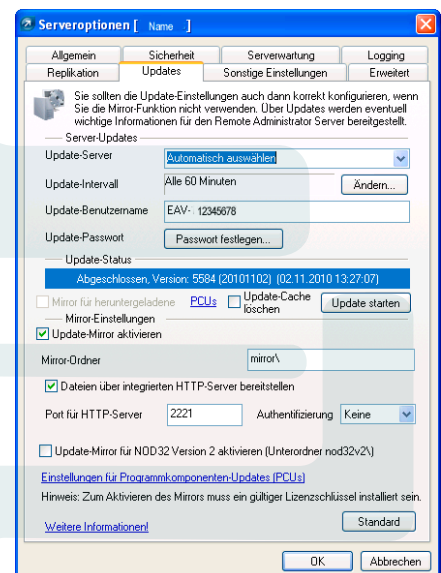 Serveroptionen [ Name ]
Allgemein Sicherheit Serverwartung Logging
Replikation Updates Sonstige Einstellungen Erweitert
Sie sollten die Update-Einstellungen auch dann korrekt konfigurieren, wenn
Sie die Mirror-Funktion nicht verwenden. Über Updates werden eventuell
wichtige Informationen für den Remote Administrator Server bereitgestellt.
Server-Updates
Update-Server Automatisch auswählen
Update-Intervall Alle 60 Minuten Ändern...
Update-Benutzername EAV- 12345678
Update-Passwort Passwort festlegen...
Update-Status
Abgeschlossen, Version: 5584 (20101102) (02.11.2010 13:27:07)
Mirror für heruntergeladene PCUs Update-Cache löschen Update starten
Mirror-Einstellungen
Update-Mirror aktivieren
Mirror-Ordner mirror\
Dateien über integrierten HTTP-Server bereitstellen
Port für HTTP-Server 2221 Authentifizierung Keine
Update-Mirror für NOD32 Version 2 aktivieren (Unterordner nod32v2\)
Einstellungen für Programmkomponenten-Updates (PCUs)
Hinweis: Zum Aktivieren des Mirrors muss ein gültiger Lizenzschlüssel installiert sein.
Weitere Informationen! Standard
OK Abbrechen